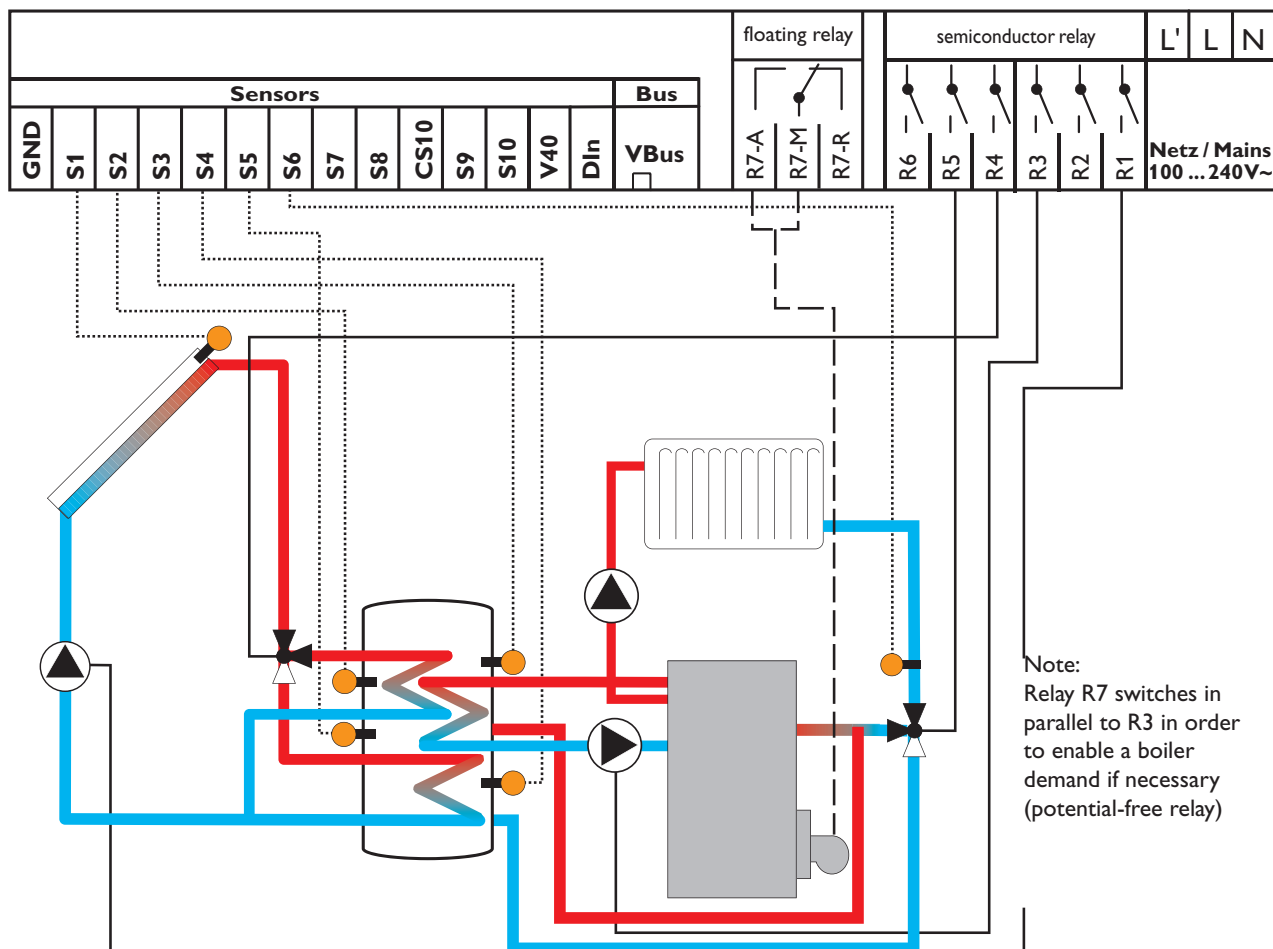 floating relay
semiconductor relay
L' L N
Sensors
Bus
GND S1 S2 S3 S4 S5 S6 S7 S8 CS10 S9 S10 V40 DIn
VBus
R7-A R7-M R7-R
R6 R5 R4 R3 R2 R1
Netz / Mains
100 ... 240V~
Note:
Relay R7 switches in
parallel to R3 in order
to enable a boiler
demand if necessary
(potential-free relay)